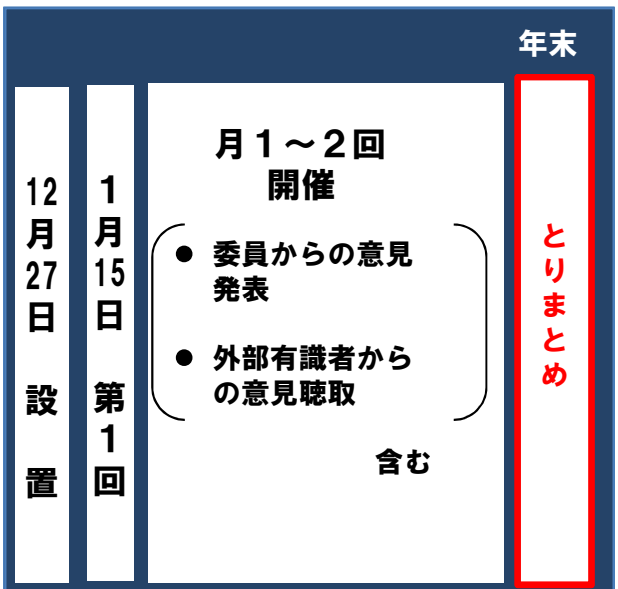 年末
12月27日 設置
1月15日 第1回
月1～2回
開催
● 委員からの意見
発表
● 外部有識者から
の意見聴取
含む
とりまとめ